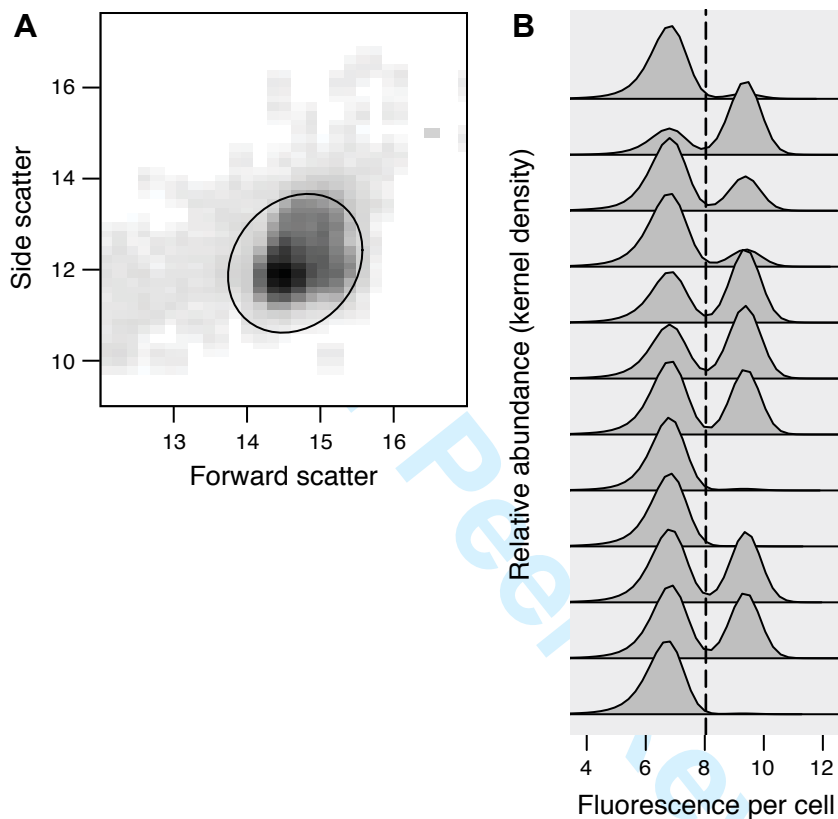 A
Side scatter
16
14
12
10
13 14 15 16
Forward scatter
B
Relative abundance (kernel density)
4 6 8 10 12
Fluorescence per cell
Peer